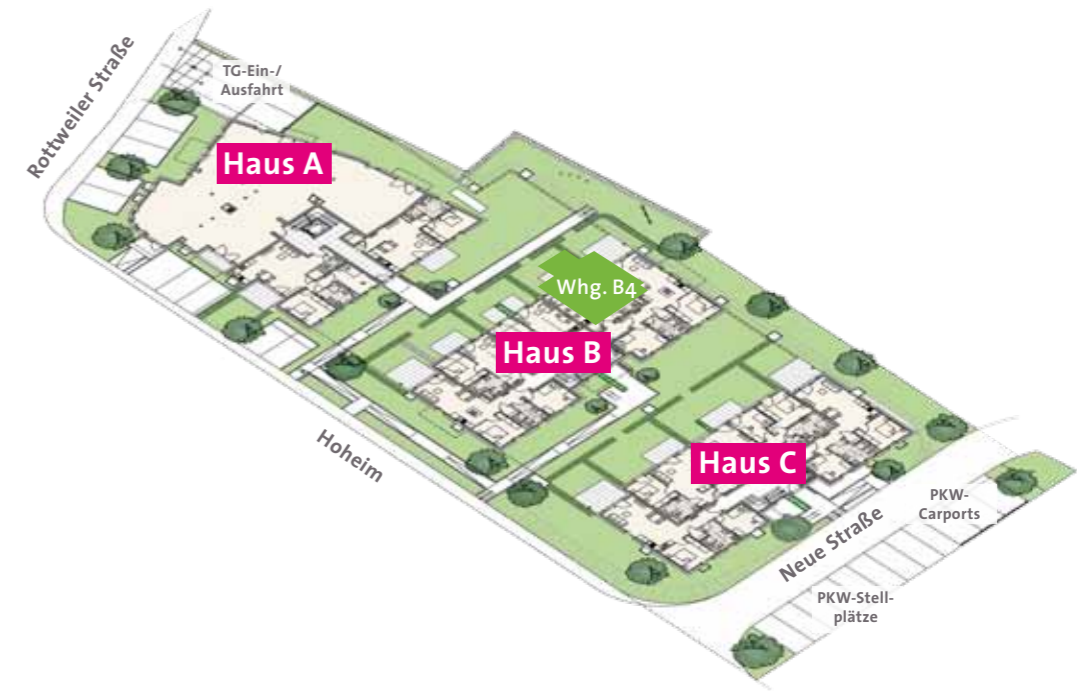 Rottweiler Straße
TG-Ein-/
Ausfahrt
Haus A
Whg. B4
Haus B
Hoheim
Haus C
PKW-
Carports
Neue Straße
PKW-Stell-
plätze